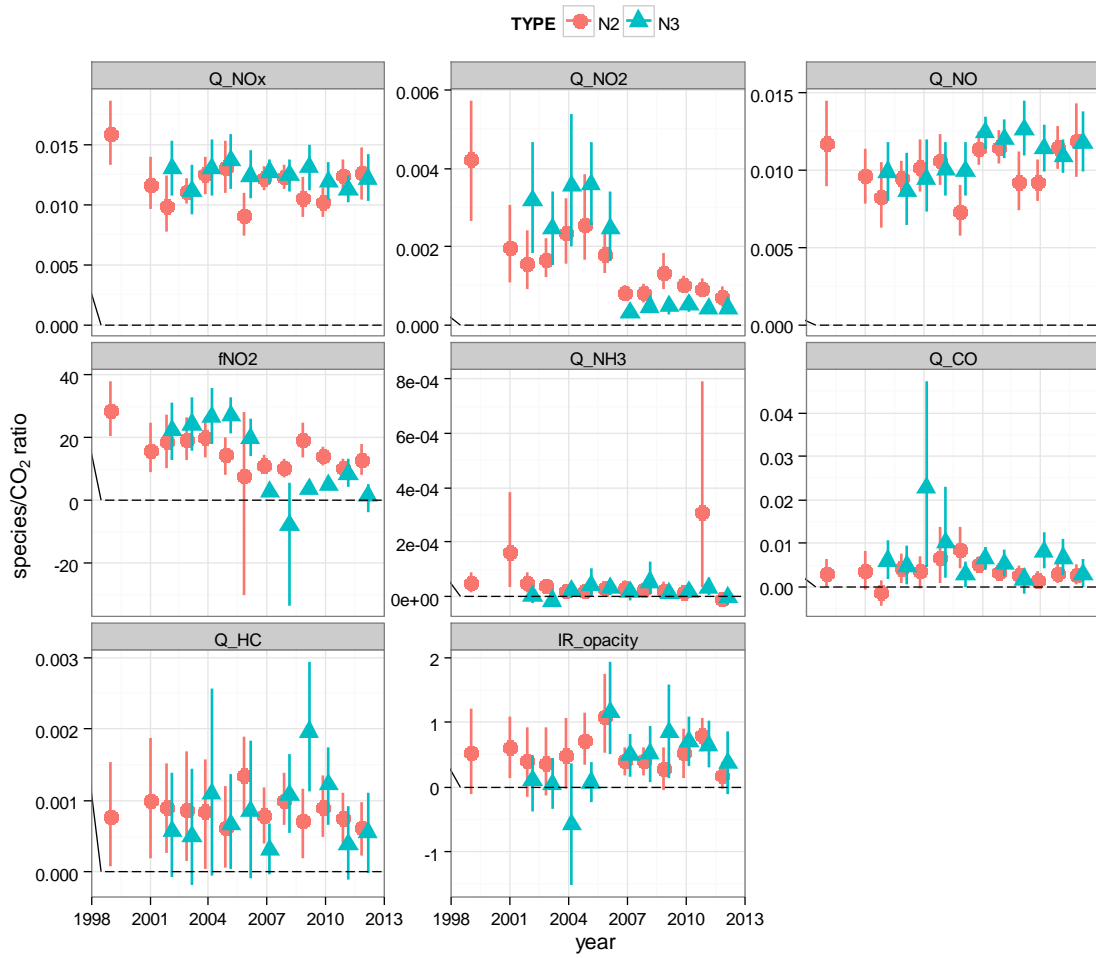 TYPE N2 N3
Q_NOx Q_NO2 Q_NO
0.015
0.010
0.005
0.000
0.006
0.004
0.002
0.000
0.015
0.010
0.005
0.000
fNO2 Q_NH3 Q_CO
40
20
0
-20
8e-04
6e-04
4e-04
2e-04
0e+00
0.04
0.03
0.02
0.01
0.00
species/CO₂ ratio
Q_HC IR_opacity
0.003
0.002
0.001
0.000
2
1
0
-1
1998 2001 2004 2007 2010 2013 1998 2001 2004 2007 2010 2013
year